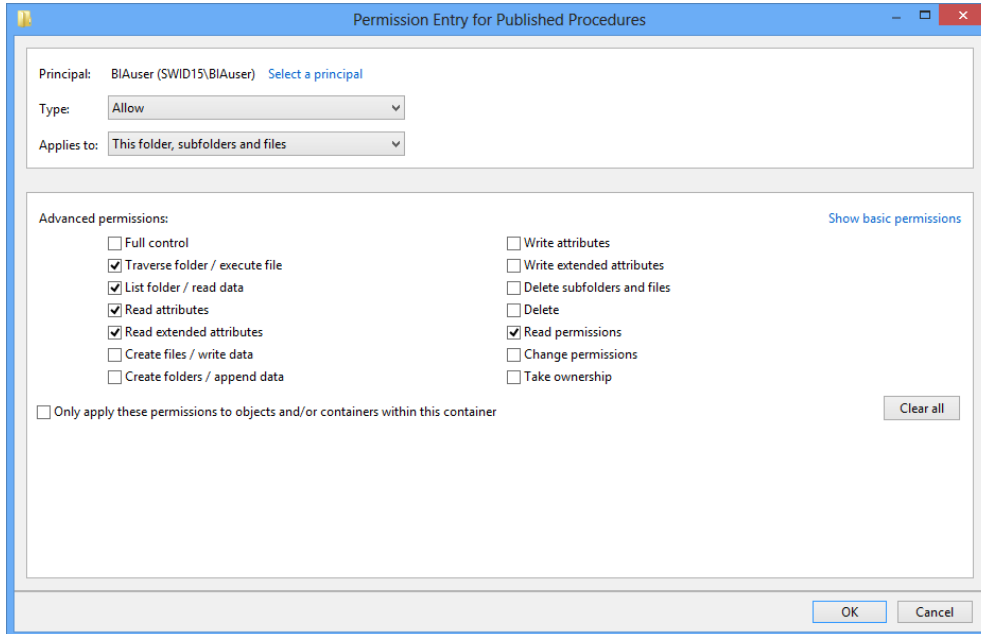 Permission Entry for Published Procedures
Principal: BIAuser (SWID15\BIAuser) Select a principal
Type: Allow
Applies to: This folder, subfolders and files
Advanced permissions: Show basic permissions
Full control Write attributes
Traverse folder / execute file Write extended attributes
List folder / read data Delete subfolders and files
Read attributes Delete
Read extended attributes Read permissions
Create files / write data Change permissions
Create folders / append data Take ownership
Only apply these permissions to objects and/or containers within this container Clear all
OK Cancel